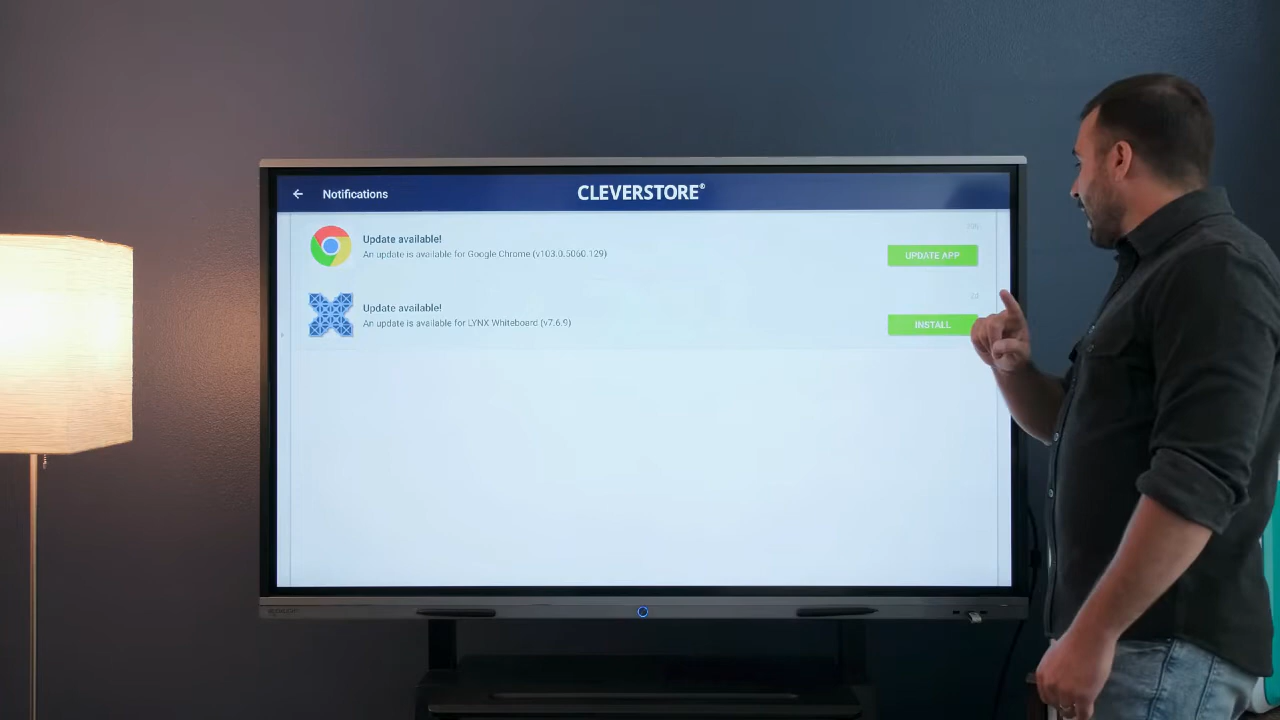 Notifications
CLEVERSTORE®
Update available!
An update is available for Google Chrome (v103.0.5060.129)
UPDATE APP
2d
Update available!
An update is available for LYNX Whiteboard (v7.6.9)
INSTALL